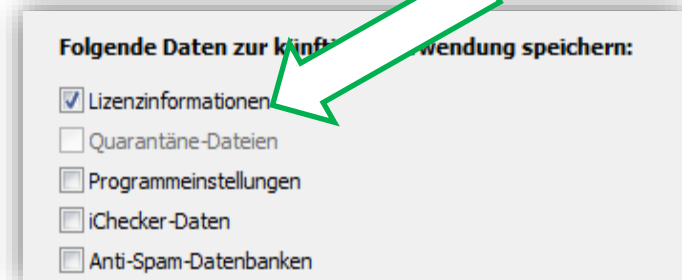 Folgende Daten zur speichern:
Lizenzinformationen
Quarantäne-Dateien
Programmeinstellungen
iChecker-Daten
Anti-Spam-Datenbanken